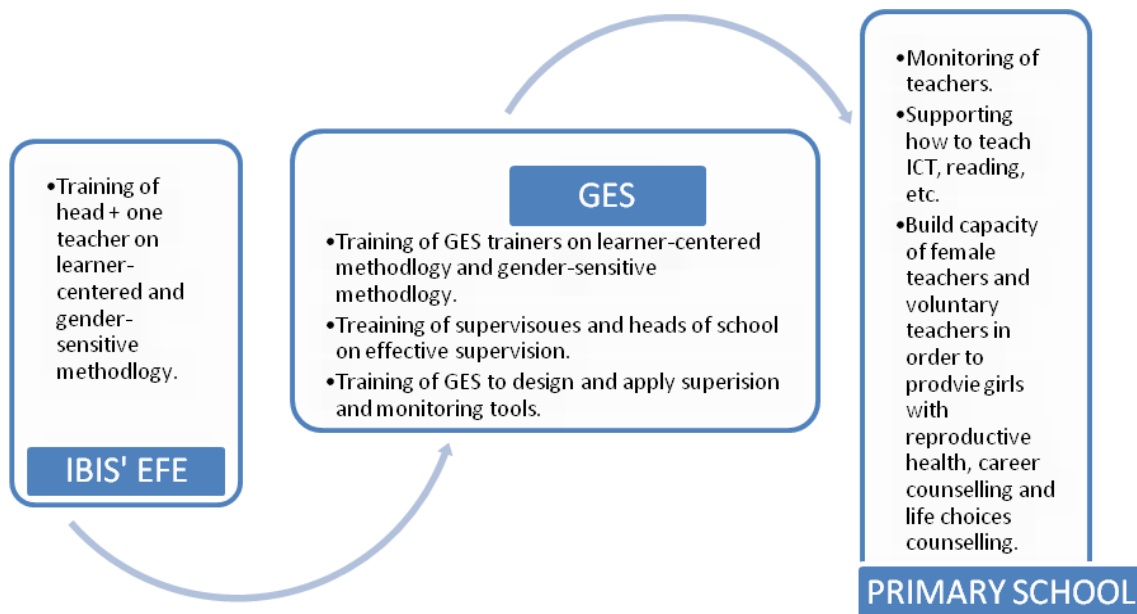 •Training of
head + one
teacher on
learner-
centered and
gender-
sensitive
methodlogy.
IBIS' EFE
GES
•Training of GES trainers on learner-centered
methodlogy and gender-sensitive
methodlogy.
•Treaining of supervisoues and heads of school
on effective supervision.
•Training of GES to design and apply superision
and monitoring tools.
•Monitoring of
teachers.
•Supporting
how to teach
ICT, reading,
etc.
•Build capacity
of female
teachers and
voluntary
teachers in
order to
prodvie girls
with
reproductive
health, career
counselling and
life choices
counselling.
PRIMARY SCHOOL